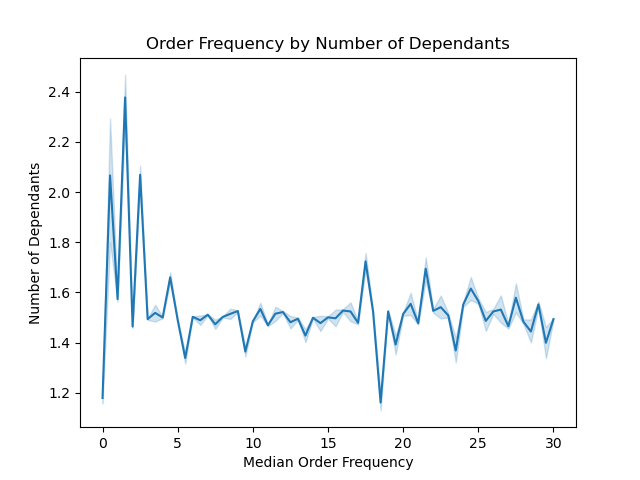 Order Frequency by Number of Dependants
2.4
2.2
2.0
1.8
1.6
1.4
1.2
Number of Dependants
0 5 10 15 20 25 30
Median Order Frequency